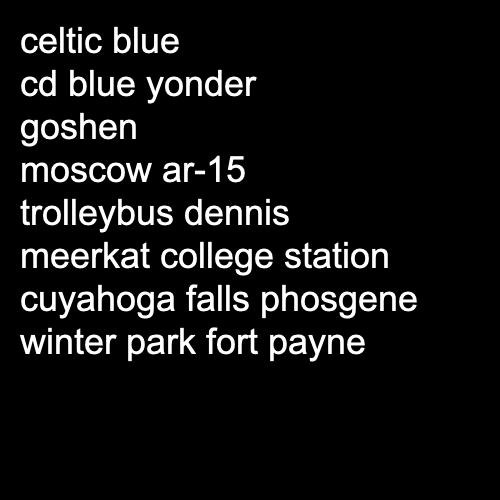 celtic blue
cd blue yonder
goshen
moscow ar-15
trolleybus dennis
meerkat college station
cuyahoga falls phosgene
winter park fort payne